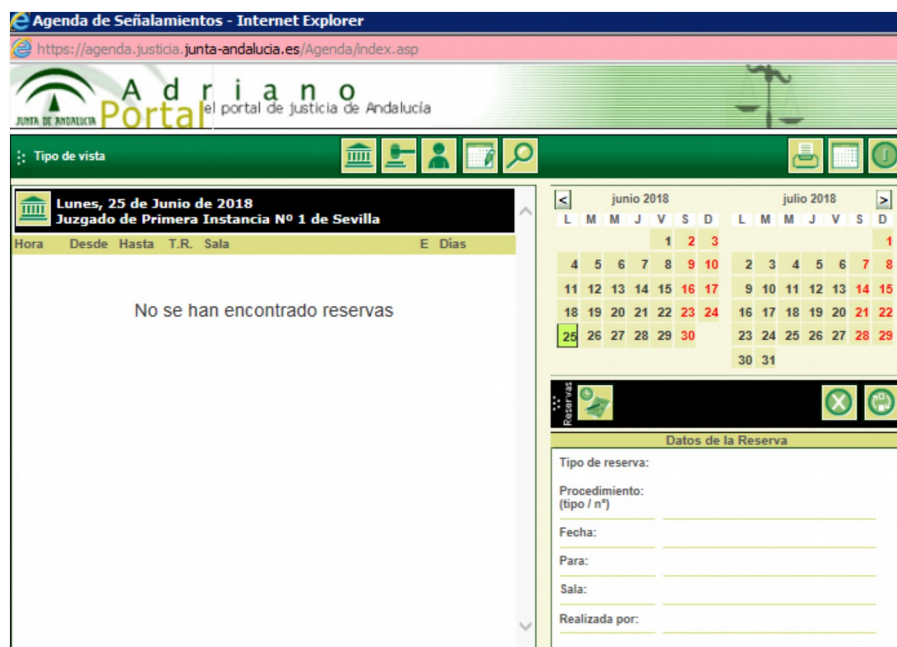 Agenda de Señalamientos - Internet Explorer
https://agenda.justicia.junta-andalucia.es/Agenda/index.asp
JUNTA DE ANDALUCIA
Adriano
Portal el portal de justicia de Andalucía
Tipo de vista
Lunes, 25 de Junio de 2018
Juzgado de Primera Instancia Nº 1 de Sevilla
Hora Desde Hasta T.R. Sala E Días
No se han encontrado reservas
< junio 2018
L M M J V S D
1 2 3
4 5 6 7 8 9 10
11 12 13 14 15 16 17
18 19 20 21 22 23 24
25 26 27 28 29 30
julio 2018 >
L M M J V S D
1
2 3 4 5 6 7 8
9 10 11 12 13 14 15
16 17 18 19 20 21 22
23 24 25 26 27 28 29
30 31
Reservas
Datos de la Reserva
Tipo de reserva:
Procedimiento:
(tipo / nº)
Fecha:
Para:
Sala:
Realizada por: